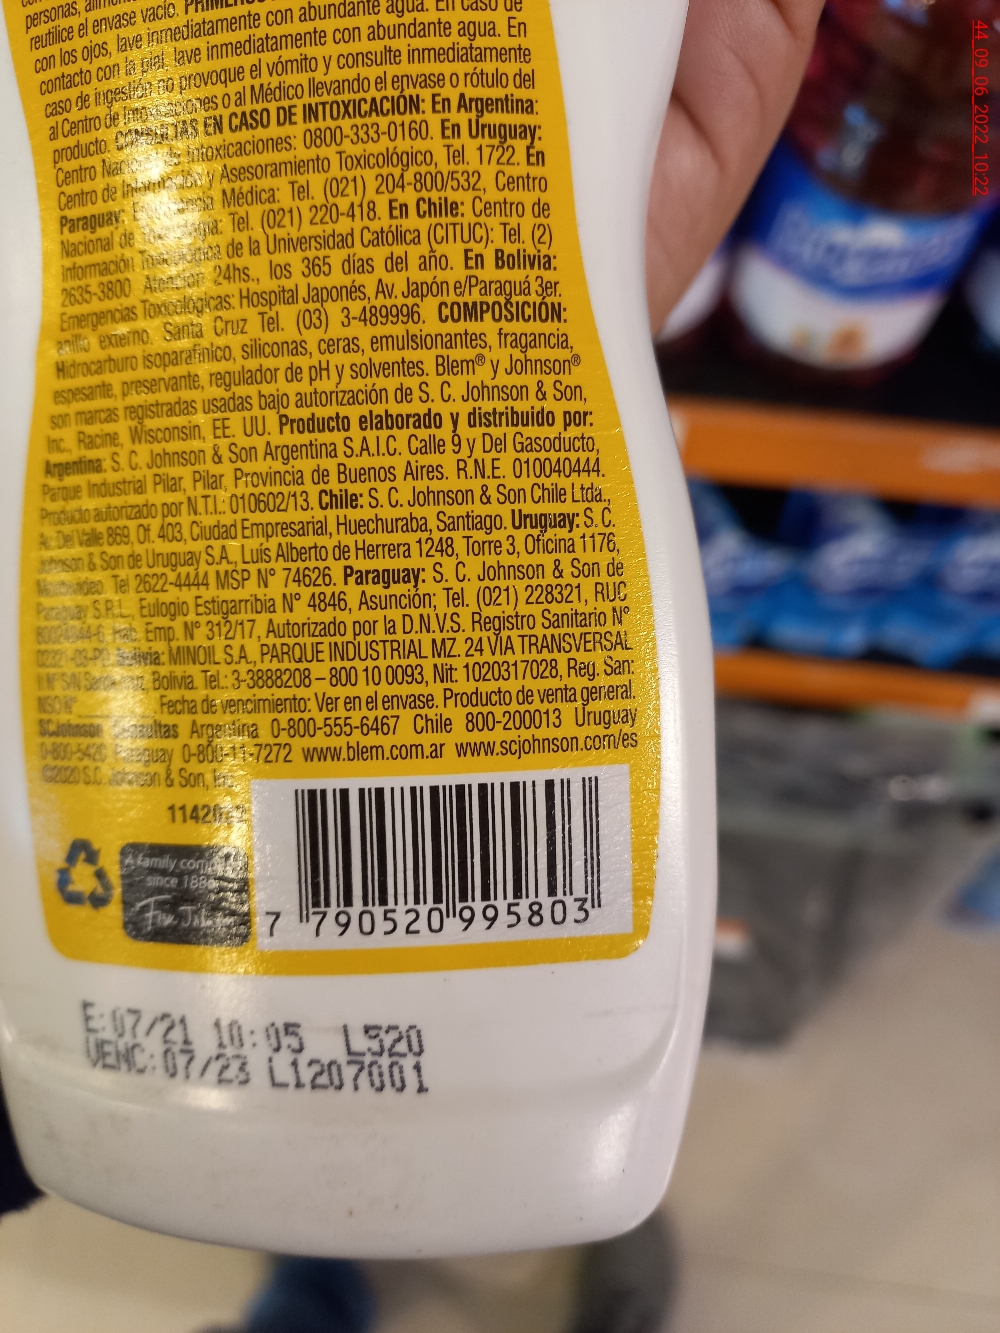 personas,
reutilice el envase vacío.
con los ojos, lave inmediatamente con abundante agua. En caso de
contacto con la piel, lave inmediatamente con abundante agua. En
caso de ingestión no provoque el vómito y consulte inmediatamente
al Centro de Intoxicaciones o al Médico llevando el envase o rótulo del
producto. CONSULTAS EN CASO DE INTOXICACIÓN: En Argentina:
Centro Nacional de Intoxicaciones: 0800-333-0160. En Uruguay:
Centro de Información y Asesoramiento Toxicológico, Tel. 1722. En
Paraguay: Emergencia Médica: Tel. (021) 204-800/532, Centro
Nacional de Toxicología: Tel. (021) 220-418. En Chile: Centro de
Información Toxicológica de la Universidad Católica (CITUC): Tel. (2)
2635-3800 Atención 24hs., los 365 días del año. En Bolivia:
Emergencias Toxicológicas: Hospital Japonés, Av. Japón e/Paraguá 3er.
anillo externo. Santa Cruz Tel. (03) 3-489996. COMPOSICIÓN:
Hidrocarburo isoparafínico, siliconas, ceras, emulsionantes, fragancia,
espesante, preservante, regulador de pH y solventes. Blem® y Johnson®
son marcas registradas usadas bajo autorización de S. C. Johnson & Son,
Inc., Racine, Wisconsin, EE. UU. Producto elaborado y distribuido por:
Argentina: S. C. Johnson & Son Argentina S.A.I.C. Calle 9 y Del Gasoducto,
Parque Industrial Pilar, Pilar, Provincia de Buenos Aires. R.N.E. 010040444.
Producto autorizado por N.T.I.: 010602/13. Chile: S. C. Johnson & Son Chile Ltda.,
Av. Del Valle 869, Of. 403, Ciudad Empresarial, Huechuraba, Santiago. Uruguay: S. C.
Johnson & Son de Uruguay S.A., Luís Alberto de Herrera 1248, Torre 3, Oficina 1176,
Montevideo. Tel 2622-4444 MSP N° 74626. Paraguay: S. C. Johnson & Son de
Paraguay S.R.L., Eulogio Estigarribia N° 4846, Asunción; Tel. (021) 228321, RUC
Hab. Emp. N° 312/17, Autorizado por la D.N.V.S. Registro Sanitario N°
Bolivia: MINOIL S.A., PARQUE INDUSTRIAL MZ. 24 VIA TRANSVERSAL
Bolivia. Tel.: 3-3888208 – 800 10 0093, Nit: 1020317028, Reg. San:
NSO N° Fecha de vencimiento: Ver en el envase. Producto de venta general.
SCJohnson Consultas Argentina 0-800-555-6467 Chile 800-200013 Uruguay
0-800-5420 Paraguay 0-800-11-7272 www.blem.com.ar www.scjohnson.com/es
©2020 S.C. Johnson & Son, Inc.
A family company
since 1886
7 790520 995803
E:07/21 10:05 L520
VENC:07/23 L1207001
44_09_06_2022_10:22